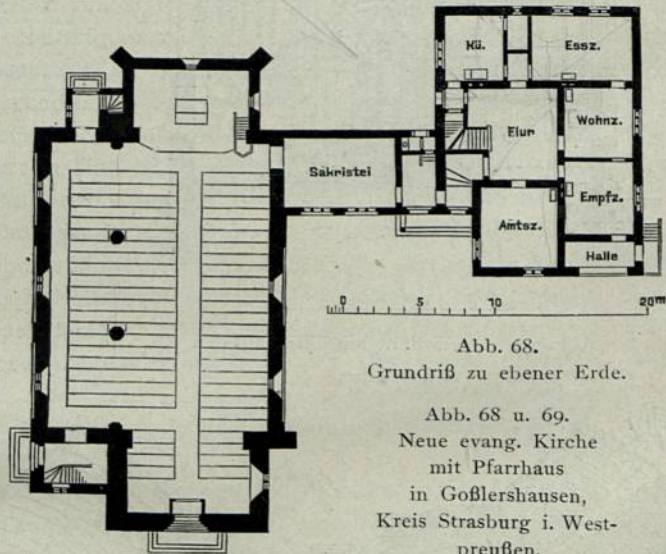 Kü.
Essz.
Flur
Wohnz.
Sakristei
Empfz.
Amtsz.
Halle
0 5 10 20m
Abb. 68.
Grundriß zu ebener Erde.
Abb. 68 u. 69.
Neue evang. Kirche
mit Pfarrhaus
in Goßlershausen,
Kreis Strasburg i. West-
preußen.